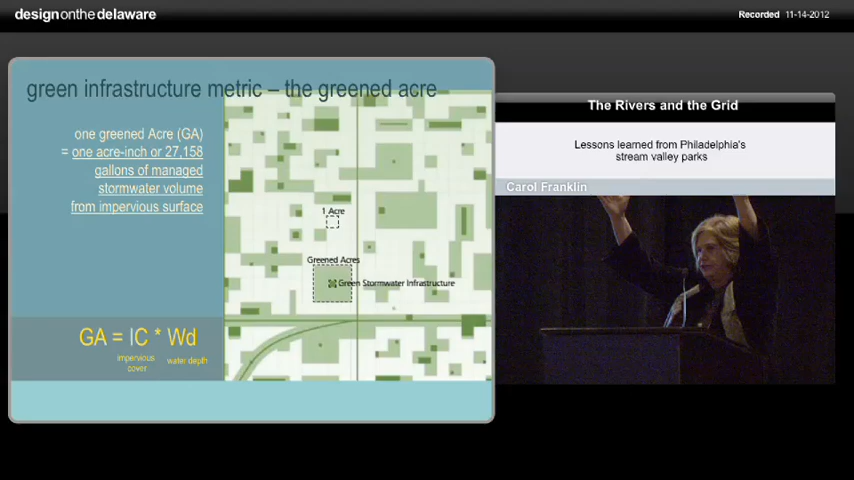 designonthedelaware
Recorded 11-14-2012
green infrastructure metric – the greened acre
one greened Acre (GA)
= one acre-inch or 27,158
gallons of managed
stormwater volume
from impervious surface
1 Acre
Greened Acres
Green Stormwater Infrastructure
GA = IC * Wd
impervious
cover
water depth
The Rivers and the Grid
Lessons learned from Philadelphia's
stream valley parks
Carol Franklin